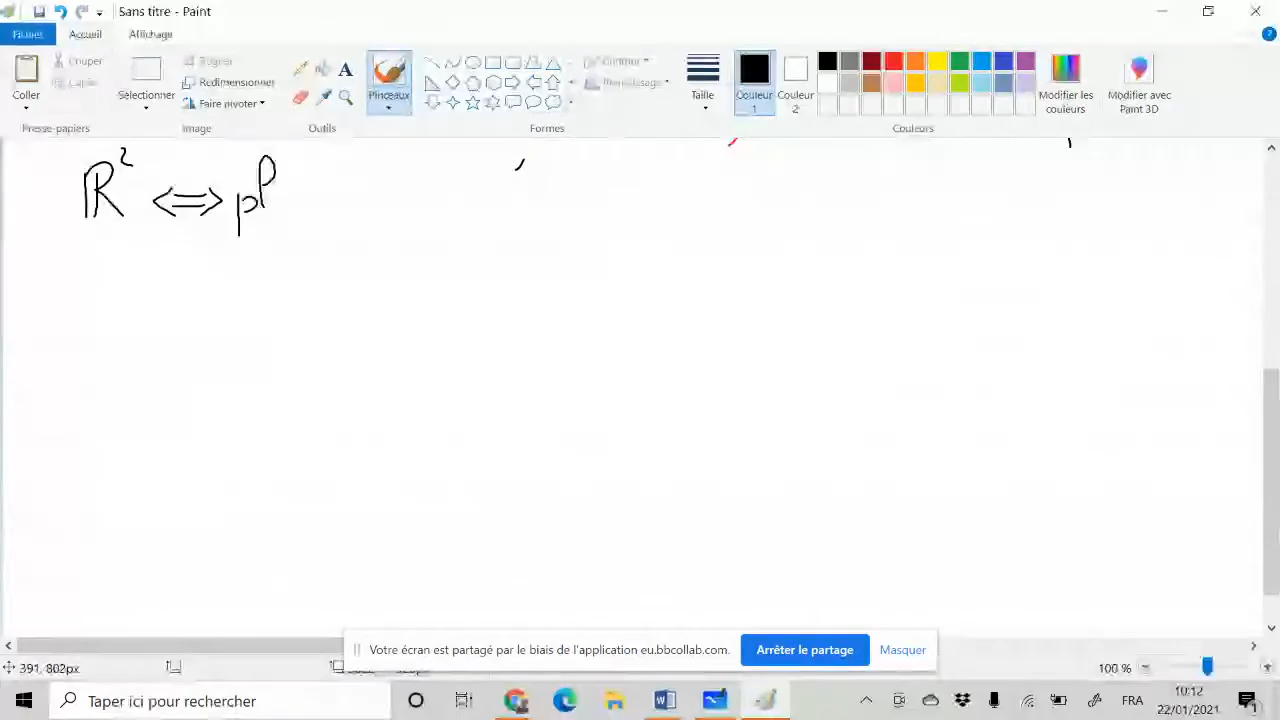 Sans titre - Paint
Fichier Accueil Affichage
Coller
Couper
Copier
Presse-papiers
Sélectionner
Rogner
Redimensionner
Faire pivoter
Image
A
Outils
Pinceaux
Contour
Remplissage
Formes
Taille
Couleur 1
Couleur 2
Modifier les couleurs
Modifier avec Paint 3D
Couleurs
ℝ² ⇔ p
Votre écran est partagé par le biais de l'application eu.bbcollab.com.
Arrêter le partage
Masquer
391, 802px
100 %
Taper ici pour rechercher
FRA
10:12
22/01/2021